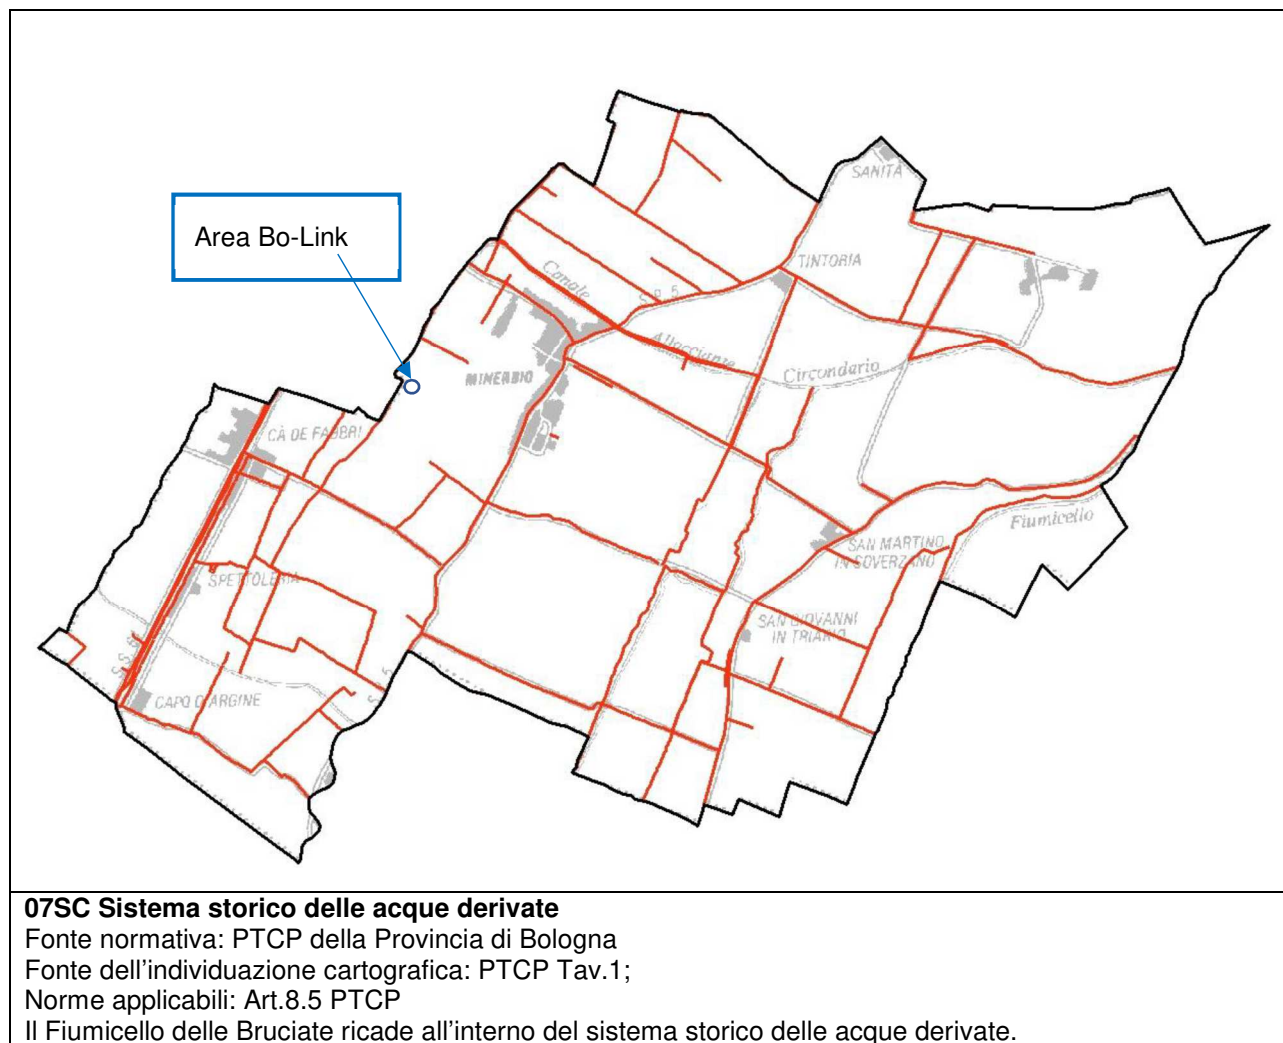 SANITÀ
Area Bo-Link
TINTORIA
Canale
S.P. 5
Allacciante
Circondario
MINERBIO
CÀ DE FABBRI
Fiumicello
SAN MARTINO
IN SOVERZANO
SPETTOLERIA
SAN GIOVANNI
IN TRIARIO
CAPO D'ARGINE
07SC Sistema storico delle acque derivate
Fonte normativa: PTCP della Provincia di Bologna
Fonte dell'individuazione cartografica: PTCP Tav.1;
Norme applicabili: Art.8.5 PTCP
Il Fiumicello delle Bruciate ricade all'interno del sistema storico delle acque derivate.